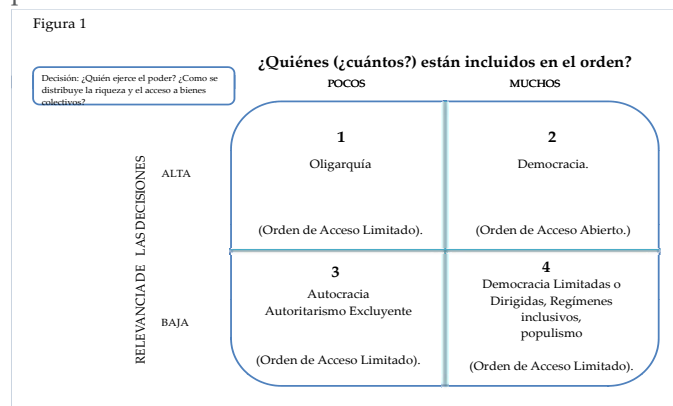 Figura 1
¿Quiénes (¿cuántos?) están incluidos en el orden?
Decisión: ¿Quién ejerce el poder? ¿Como se
distribuye la riqueza y el acceso a bienes
colectivos?
POCOS
MUCHOS
RELEVANCIA DE LAS DECISIONES
ALTA
1
Oligarquía
(Orden de Acceso Limitado).
2
Democracia.
(Orden de Acceso Abierto.)
BAJA
3
Autocracia
Autoritarismo Excluyente
(Orden de Acceso Limitado).
4
Democracia Limitadas o
Dirigidas, Regímenes
inclusivos,
populismo
(Orden de Acceso Limitado).